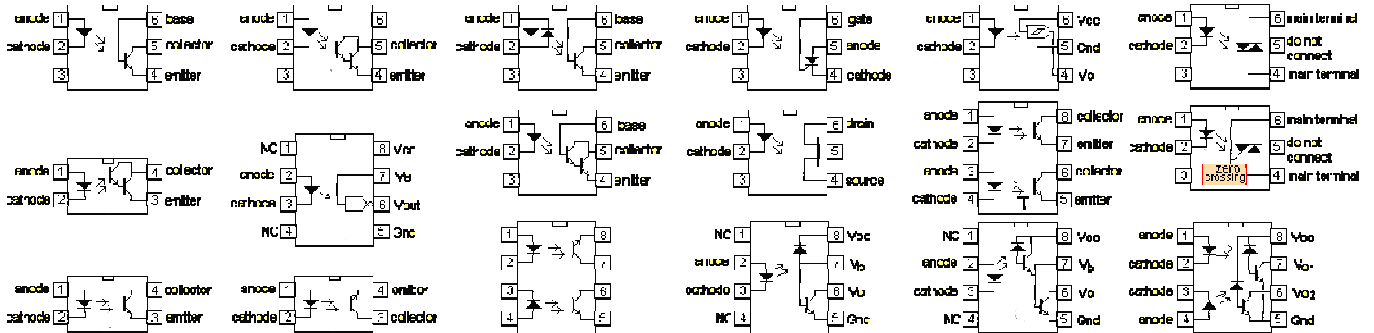 anode 1 6 base
cathode 2 5 collector
3 4 emitter
anode 1 6
cathode 2 5 collector
3 4 emitter
anode 1 6 base
cathode 2 5 collector
3 4 emitter
anode 1 6 gate
cathode 2 5 anode
3 4 cathode
anode 1 6 Vcc
cathode 2 5 Gnd
3 4 Vo
anode 1 6 main terminal
cathode 2 5 do not
connect
3 4 main terminal
anode 1 4 collector
cathode 2 3 emitter
NC 1 8 Vcc
anode 2 7 Vb
cathode 3 6 Vout
NC 4 5 Gnd
anode 1 6 base
cathode 2 5 collector
3 4 emitter
anode 1 6 drain
cathode 2 5
3 4 source
anode 1 8 collector
cathode 2 7 emitter
anode 3 6 collector
cathode 4 5 emitter
anode 1 6 main terminal
cathode 2 5 do not
connect
3 zero
crossing 4 main terminal
anode 1 4 collector
cathode 2 3 emitter
anode 1 4 emitter
cathode 2 3 collector
1 8
2 7
3 6
4 5
NC 1 8 Vcc
anode 2 7 Vb
cathode 3 6 Vo
NC 4 5 Gnd
NC 1 8 Vcc
anode 2 7 Vb
cathode 3 6 Vo
NC 4 5 Gnd
anode 1 8 Vcc
cathode 2 7 Vo1
cathode 3 6 Vo2
anode 4 5 Gnd